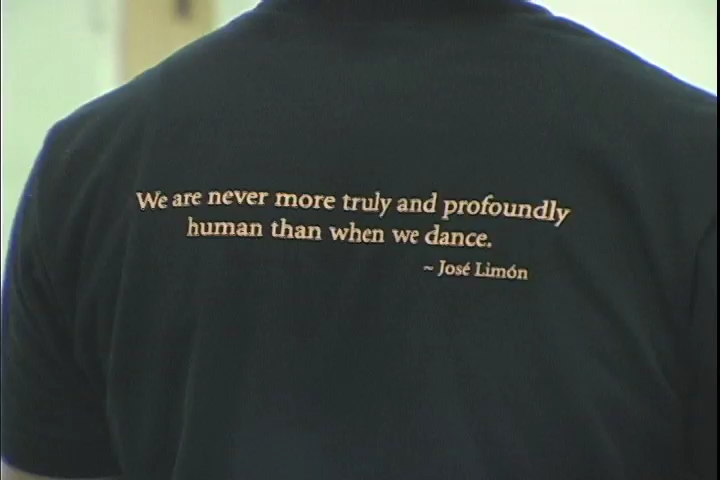 We are never more truly and profoundly
human than when we dance.
~ José Limón